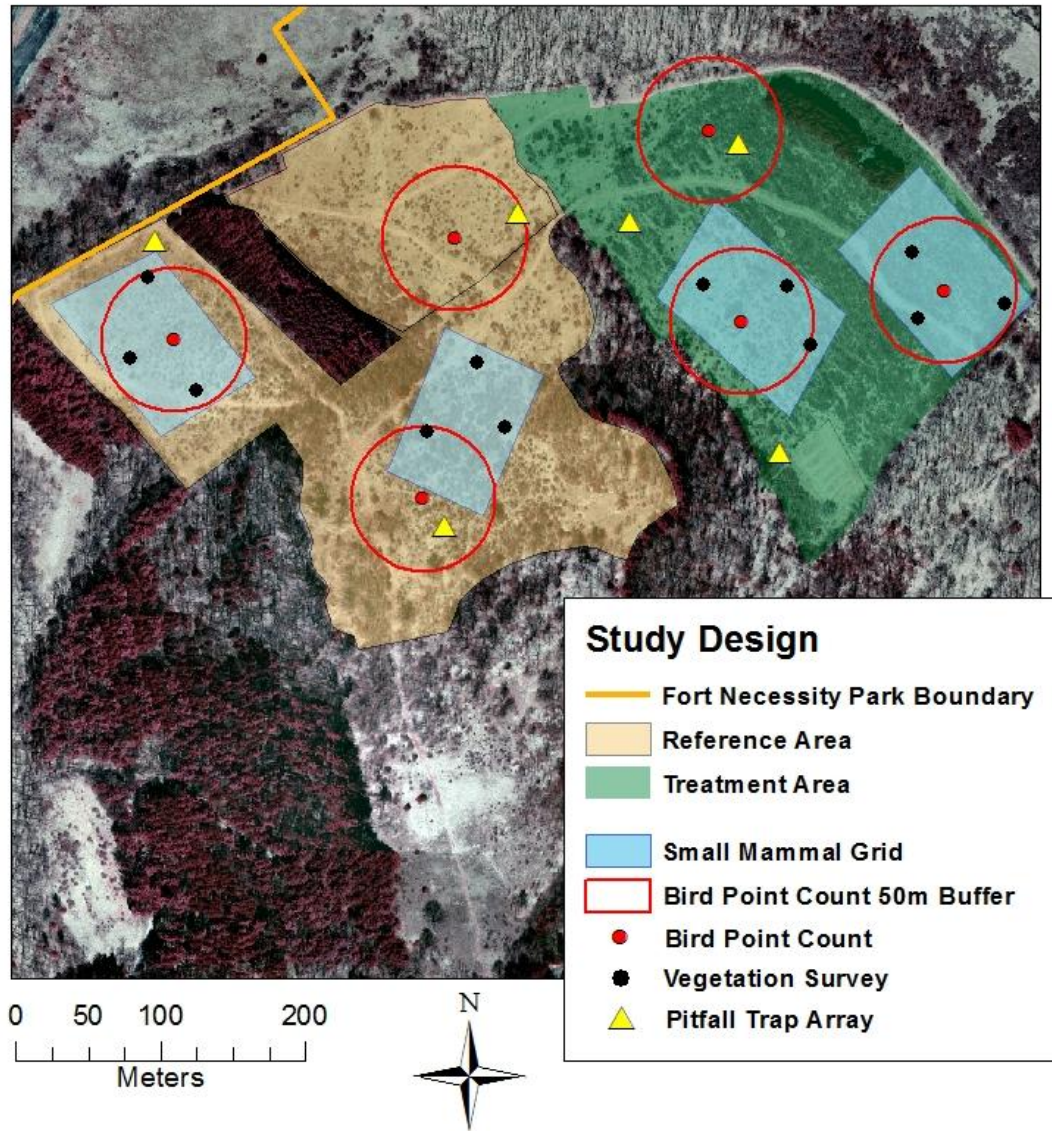 Study Design
Fort Necessity Park Boundary
Reference Area
Treatment Area
Small Mammal Grid
Bird Point Count 50m Buffer
Bird Point Count
Vegetation Survey
Pitfall Trap Array
0 50 100 200
Meters
N